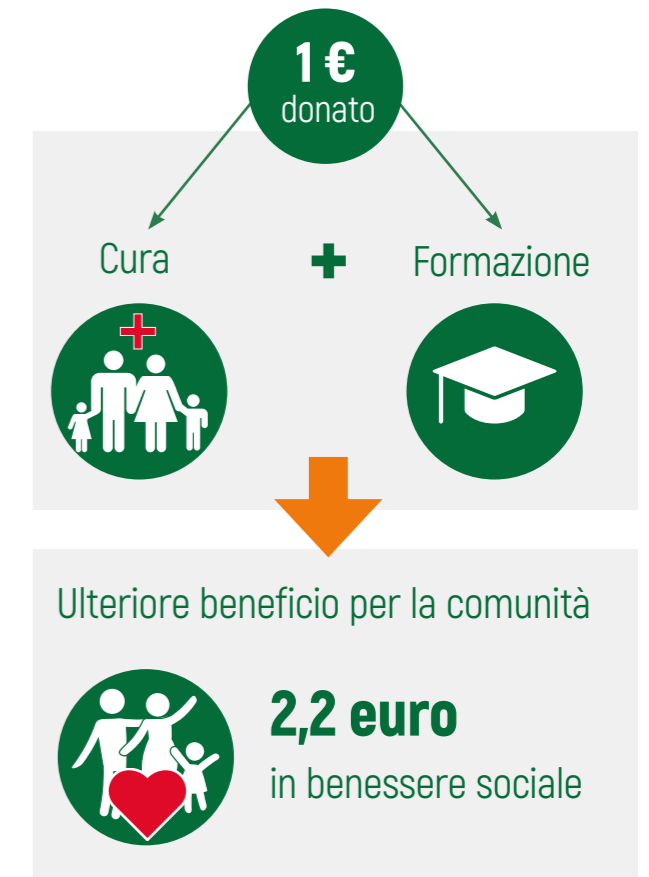 1 €
donato
Cura
+
Formazione
Ulteriore beneficio per la comunità
2,2 euro
in benessere sociale